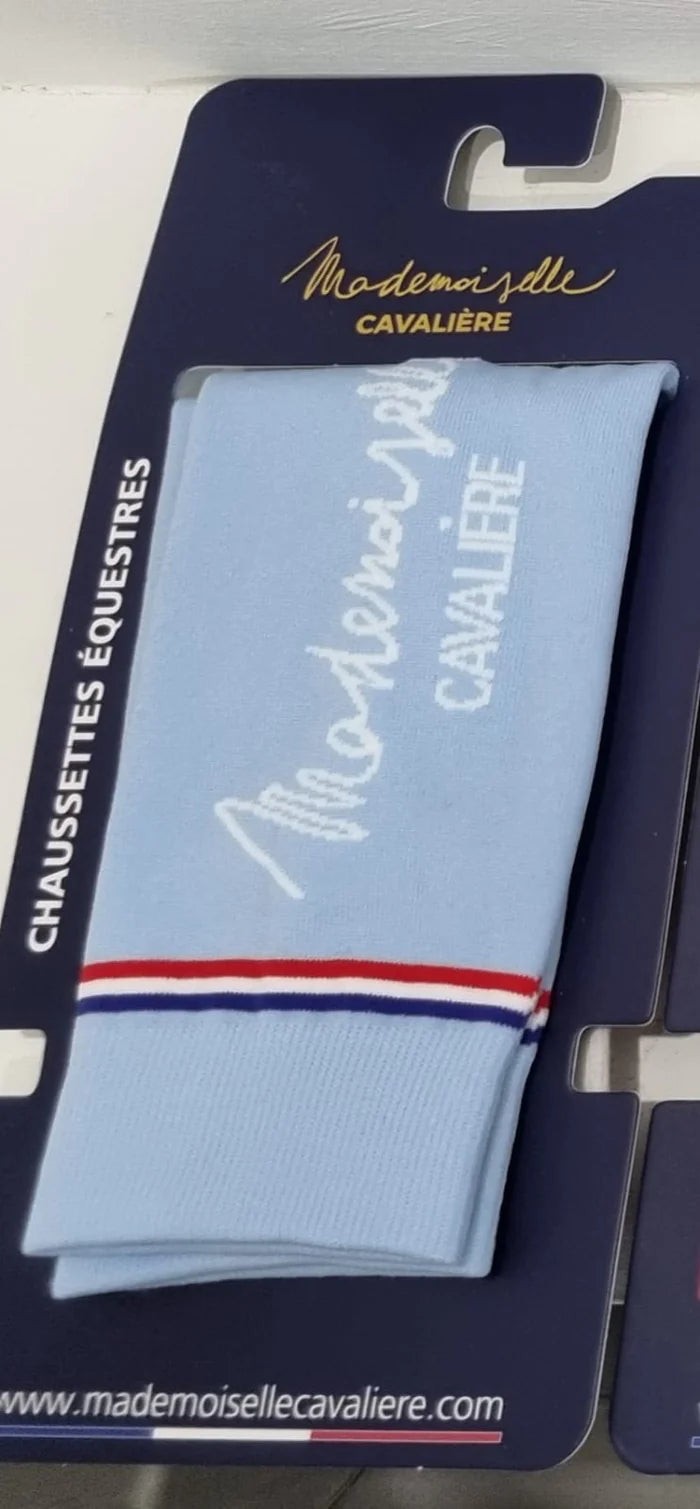 Mademoiselle
CAVALIÈRE
CHAUSSETTES ÉQUESTRES
Mademoiselle
CAVALIÈRE
www.mademoisellecavaliere.com